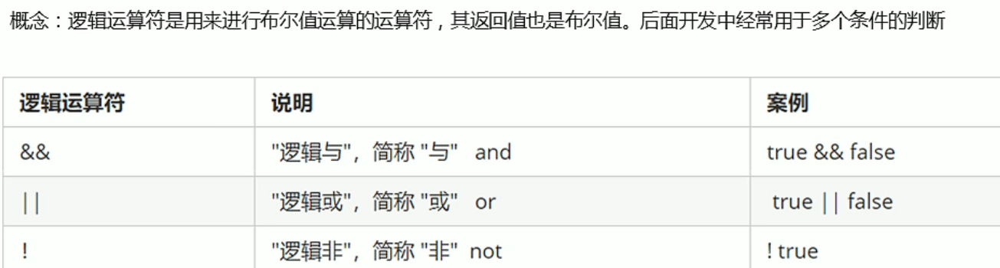 概念：逻辑运算符是用来进行布尔值运算的运算符，其返回值也是布尔值。后面开发中经常用于多个条件的判断
逻辑运算符 说明 案例
&& "逻辑与"，简称 "与" and true && false
|| "逻辑或"，简称 "或" or true || false
! "逻辑非"，简称 "非" not ! true